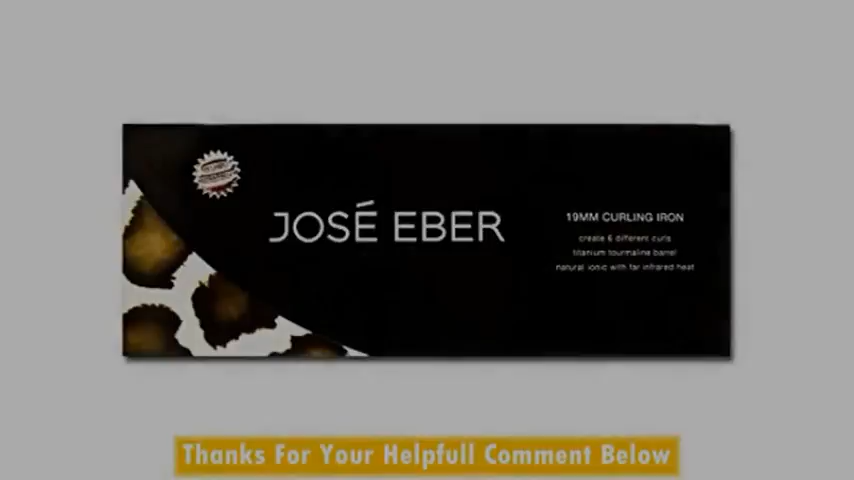 JOSÉ EBER
19MM CURLING IRON
create 6 different curls
titanium tourmaline barrel
natural ionic with far infrared heat
Thanks For Your Helpfull Comment Below